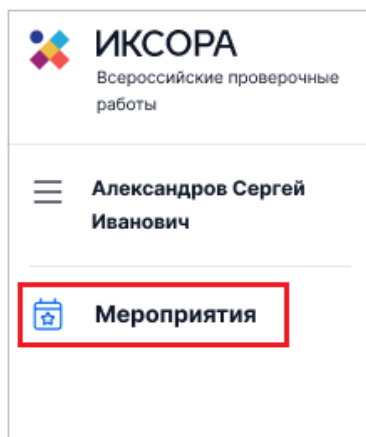 ИКСОРА
Всероссийские проверочные
работы
Александров Сергей
Иванович
Мероприятия